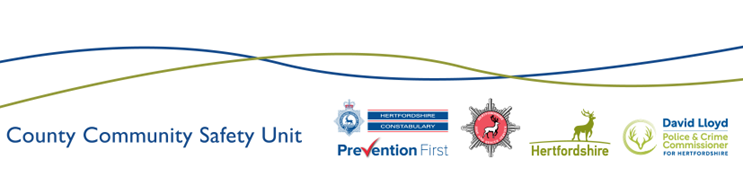 County Community Safety Unit
HERTFORDSHIRE
CONSTABULARY
Prevention First
Hertfordshire
David Lloyd
Police & Crime
Commissioner
FOR HERTFORDSHIRE